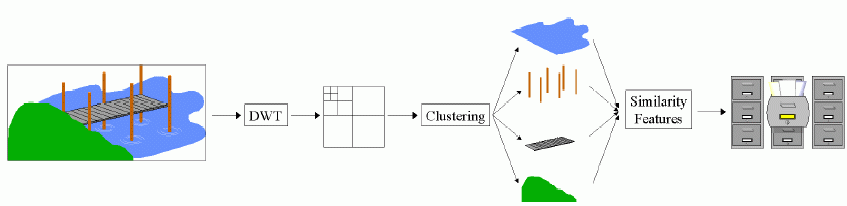 DWT
Clustering
Similarity
Features